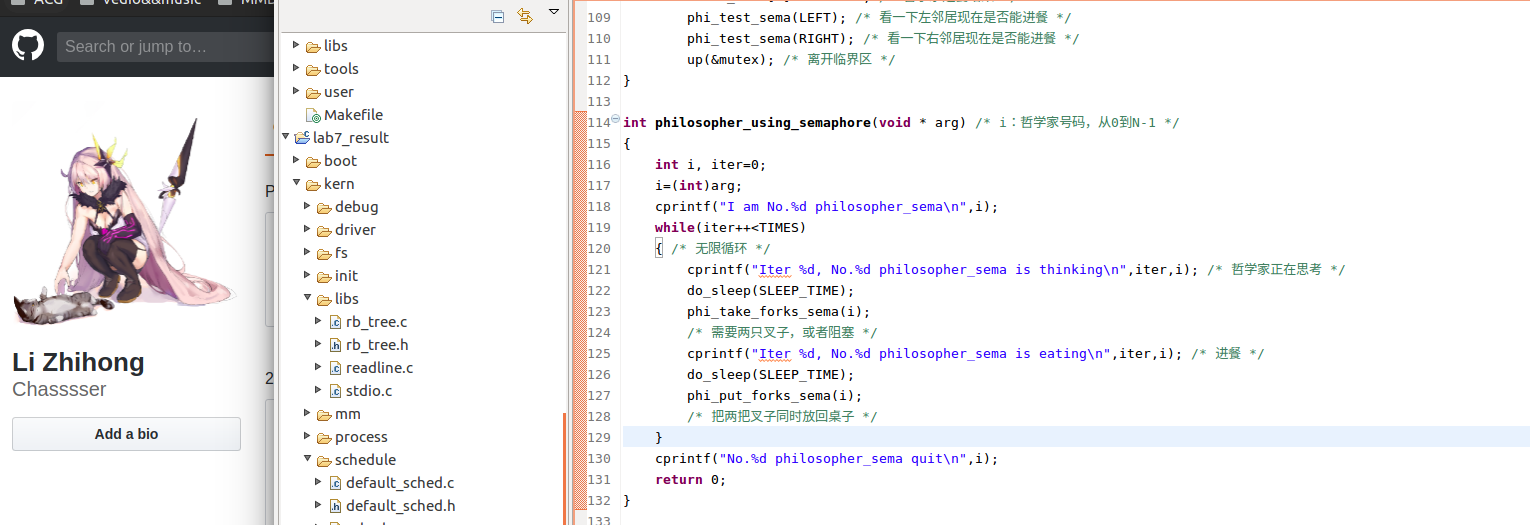 Search or jump to…
Li Zhihong
Chasssser
Add a bio
libs
tools
user
Makefile
lab7_result
boot
kern
debug
driver
fs
init
libs
rb_tree.c
rb_tree.h
readline.c
stdio.c
mm
process
schedule
default_sched.c
default_sched.h
109 phi_test_sema(LEFT); /* 看一下左邻居现在是否能进餐 */
110 phi_test_sema(RIGHT); /* 看一下右邻居现在是否能进餐 */
111 up(&mutex); /* 离开临界区 */
112 }
113
114 int philosopher_using_semaphore(void * arg) /* i：哲学家号码，从0到N-1 */
115 {
116 int i, iter=0;
117 i=(int)arg;
118 cprintf("I am No.%d philosopher_sema\n",i);
119 while(iter++<TIMES)
120 { /* 无限循环 */
121 cprintf("Iter %d, No.%d philosopher_sema is thinking\n",iter,i); /* 哲学家正在思考 */
122 do_sleep(SLEEP_TIME);
123 phi_take_forks_sema(i);
124 /* 需要两只叉子，或者阻塞 */
125 cprintf("Iter %d, No.%d philosopher_sema is eating\n",iter,i); /* 进餐 */
126 do_sleep(SLEEP_TIME);
127 phi_put_forks_sema(i);
128 /* 把两把叉子同时放回桌子 */
129 }
130 cprintf("No.%d philosopher_sema quit\n",i);
131 return 0;
132 }
133